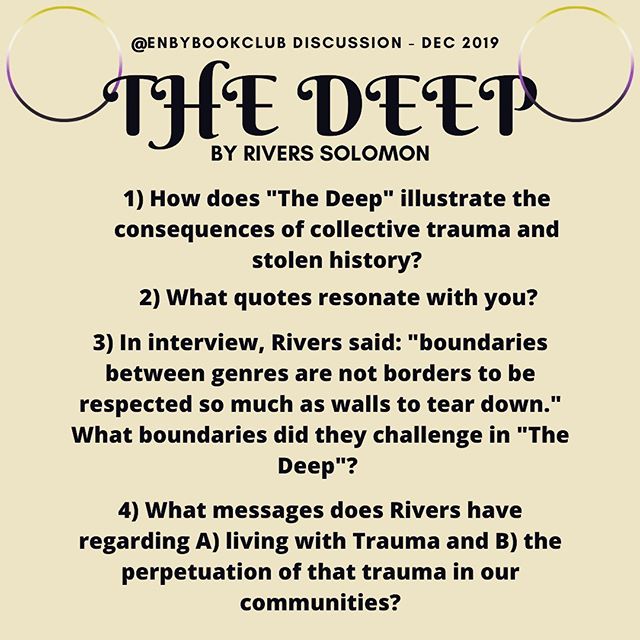 @ENBYBOOKCLUB DISCUSSION - DEC 2019
THE DEEP
BY RIVERS SOLOMON
1) How does "The Deep" illustrate the
consequences of collective trauma and
stolen history?
2) What quotes resonate with you?
3) In interview, Rivers said: "boundaries
between genres are not borders to be
respected so much as walls to tear down."
What boundaries did they challenge in "The
Deep"?
4) What messages does Rivers have
regarding A) living with Trauma and B) the
perpetuation of that trauma in our
communities?